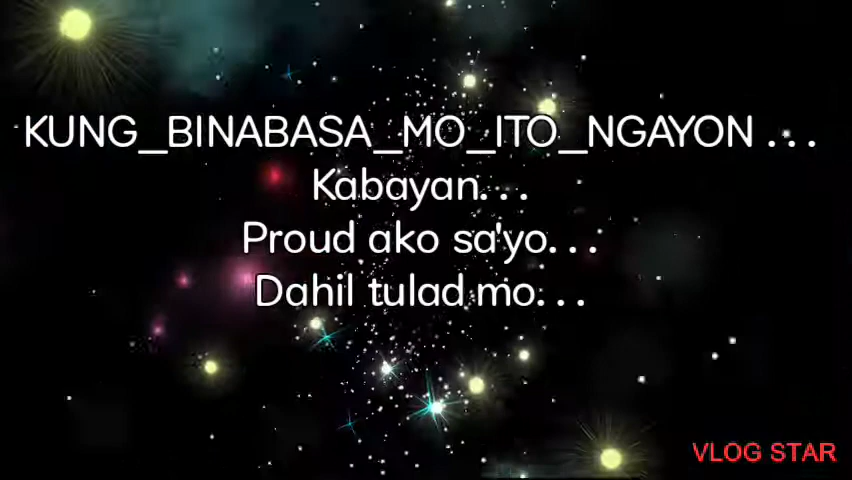 KUNG_BINABASA_MO_ITO_NGAYON ...
Kabayan...
Proud ako sa'yo...
Dahil tulad mo...
VLOG STAR